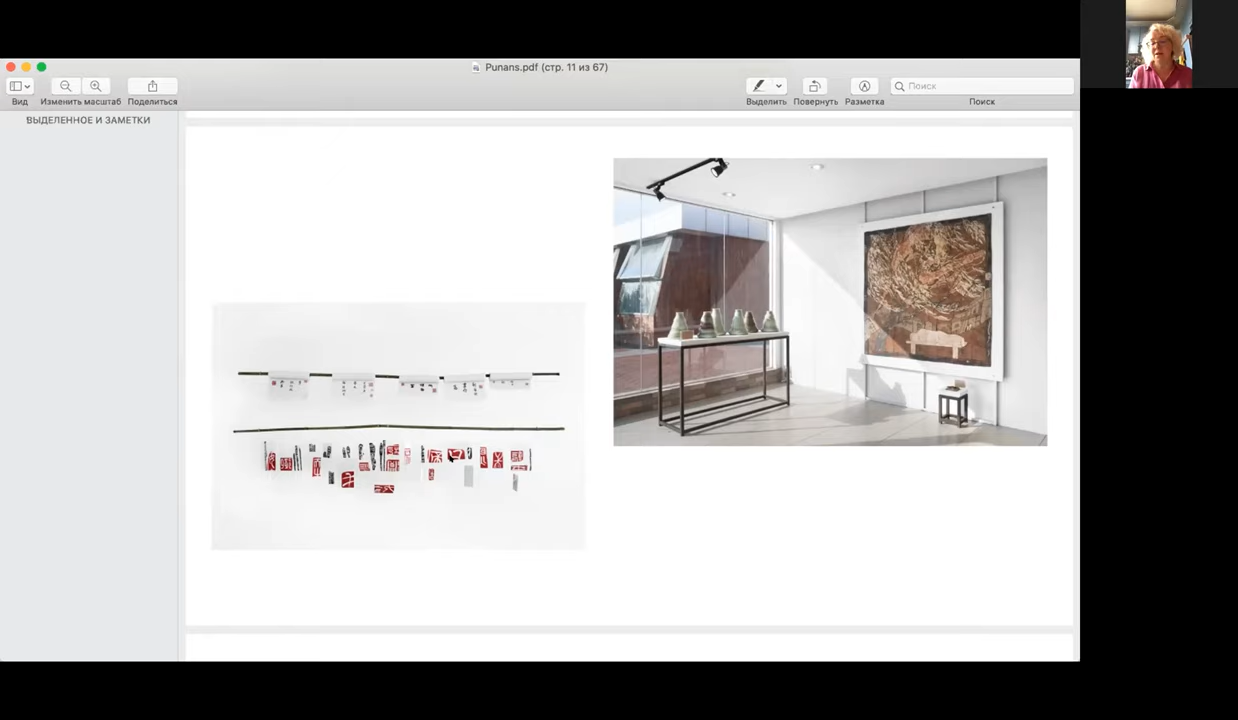 Punans.pdf (стр. 11 из 67)
Вид
Изменить масштаб
Поделиться
Выделить
Повернуть
Разметка
Поиск
Поиск
ВЫДЕЛЕННОЕ И ЗАМЕТКИ